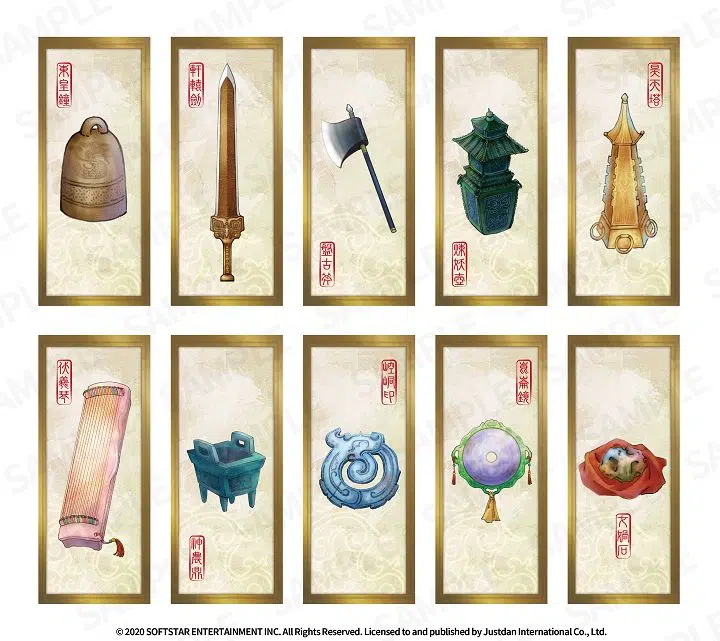 東皇鐘
軒轅劍
盤古斧
煉妖壺
昊天塔
伏羲琴
神農鼎
崆峒印
崑崙鏡
女媧石
SAMPLE
© 2020 SOFTSTAR ENTERTAINMENT INC. All Rights Reserved. Licensed to and published by Justdan International Co., Ltd.